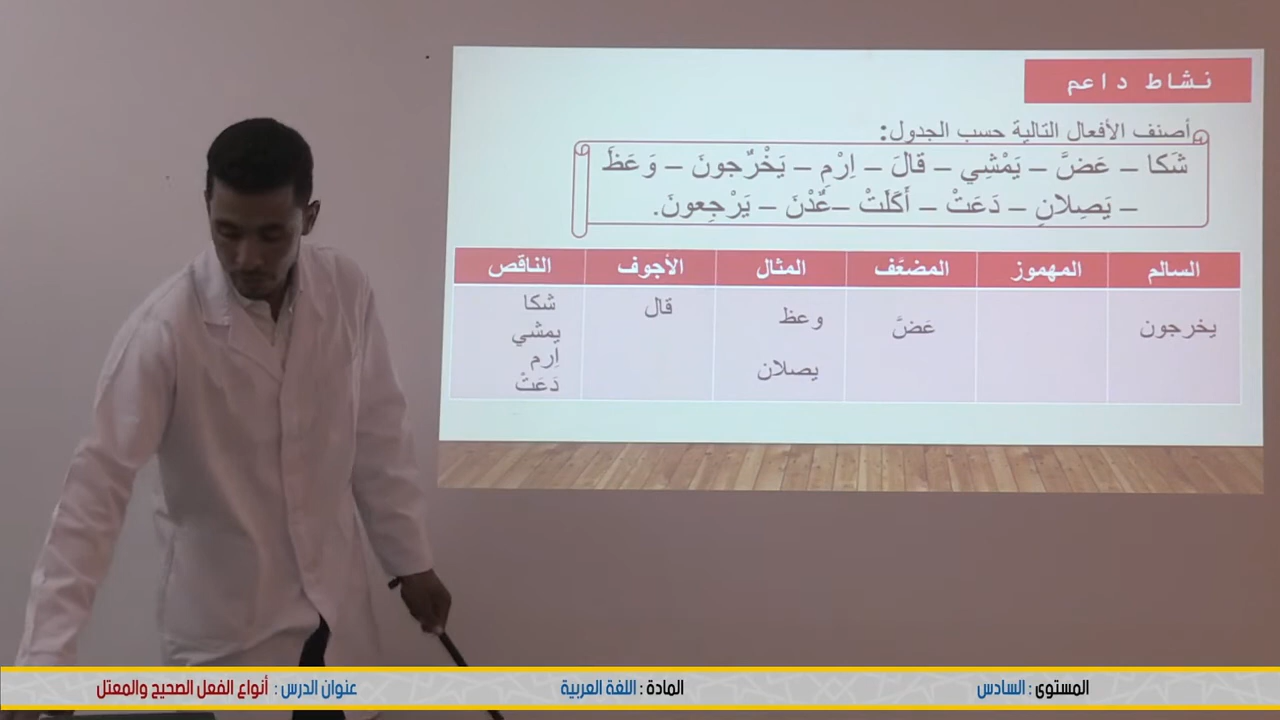 نشاط داعم
أصنف الأفعال التالية حسب الجدول:
شَكا – عَضَّ – يَمْشِي – قالَ – اِرْمِ – يَخْرُجونَ – وَعَظَ
– يَصِلانِ – دَعَتْ – أَكَلَتْ –عُدْنَ – يَرْجِعونَ.
السالم المهموز المضعَّف المثال الأجوف الناقص
يخرجون عَضَّ وعظ قال شكا
يمشي
يصلان اِرم
دَعَتْ
المستوى : السادس المادة : اللغة العربية عنوان الدرس : أنواع الفعل الصحيح والمعتل